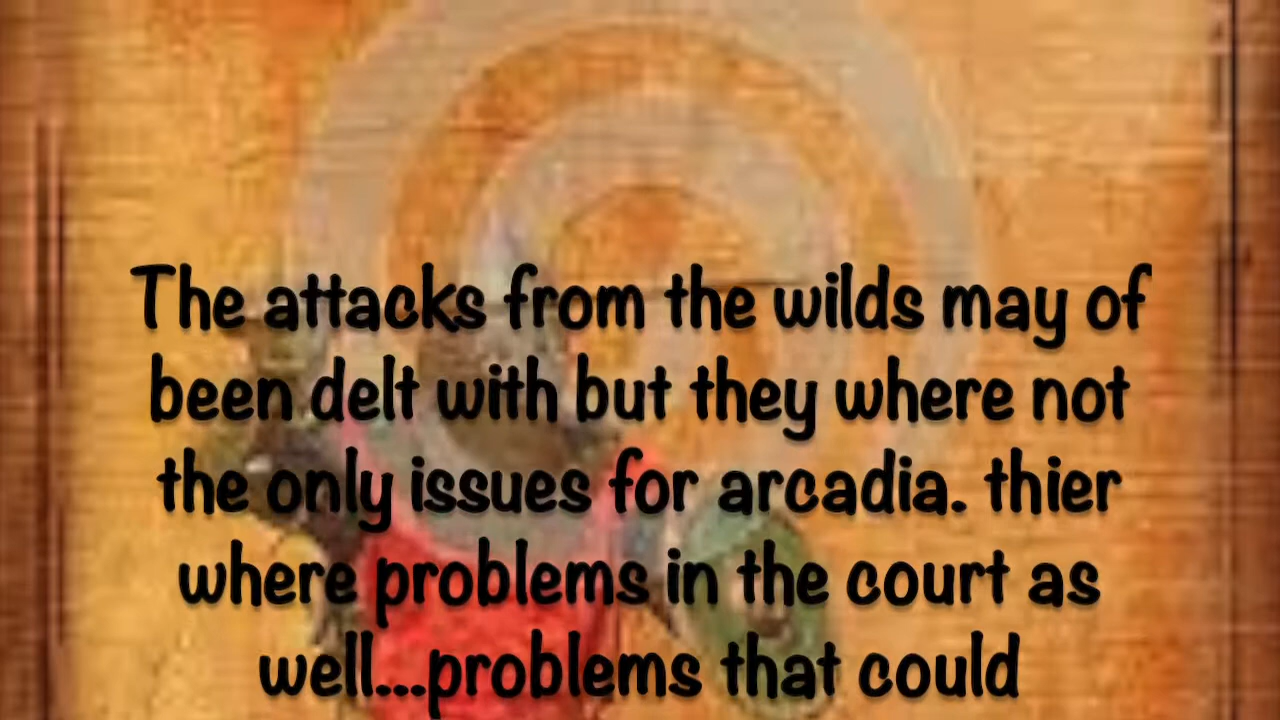 The attacks from the wilds may of
been delt with but they where not
the only issues for arcadia. thier
where problems in the court as
well...problems that could